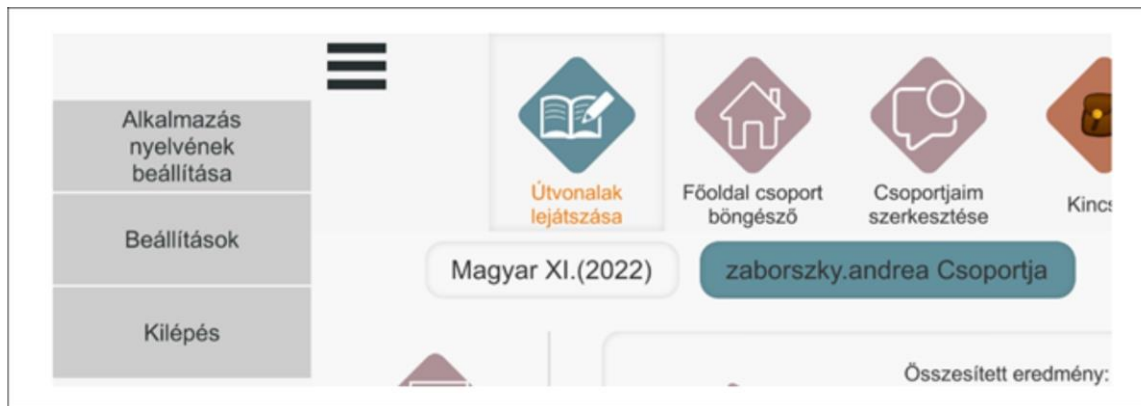 Alkalmazás
nyelvének
beállítása
Beállítások
Kilépés
Útvonalak
lejátszása
Főoldal csoport
böngésző
Csoportjaim
szerkesztése
Kincs
Magyar XI.(2022)
zaborszky.andrea Csoportja
Összesített eredmény: